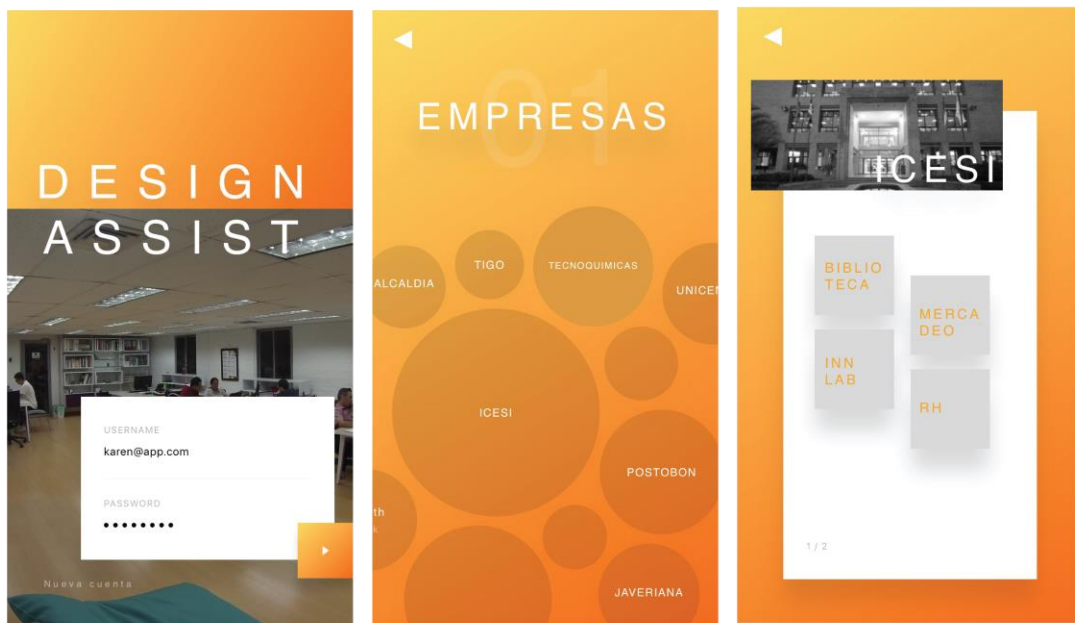 DESIGN
ASSIST
USERNAME
karen@app.com
PASSWORD
Nueva cuenta
01
EMPRESAS
TIGO
TECNOQUIMICAS
ALCALDIA
UNICEN
ICESI
POSTOBON
th
JAVERIANA
ICESI
BIBLIO
TECA
MERCA
DEO
INN
LAB
RH
1 / 2